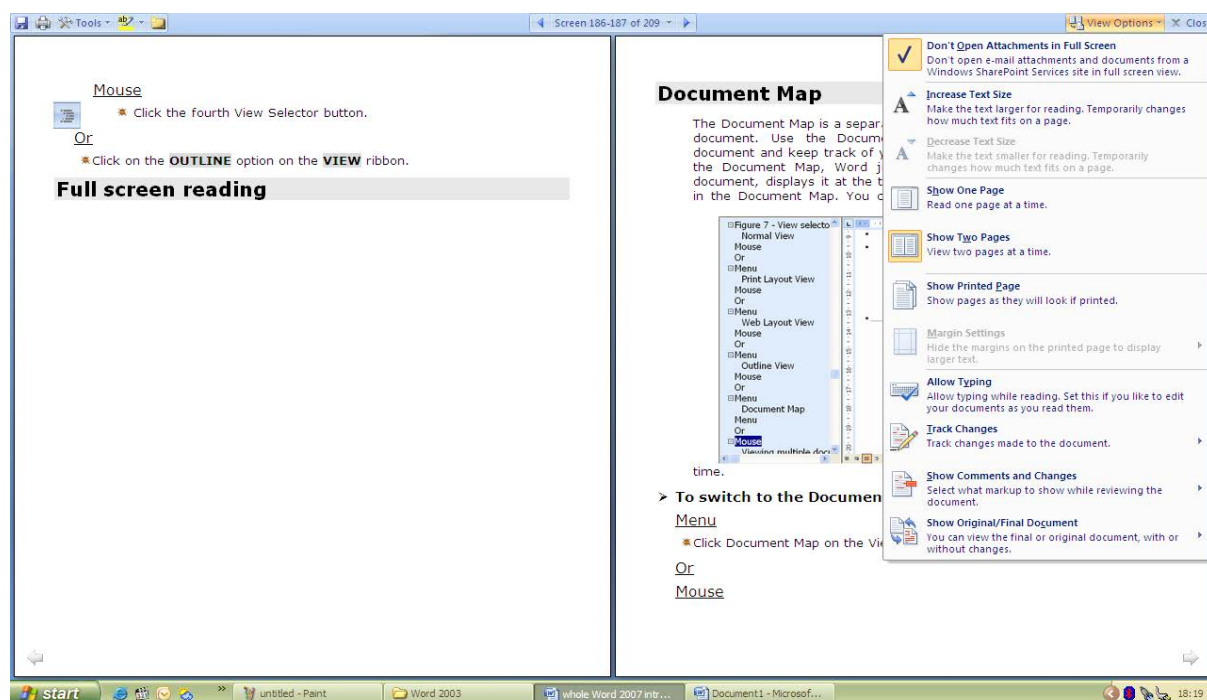 Tools
Screen 186-187 of 209
View Options
Clos
Mouse
Click the fourth View Selector button.
Or
Click on the OUTLINE option on the VIEW ribbon.
Full screen reading
Document Map
The Document Map is a separ
document. Use the Docum
document and keep track of y
the Document Map, Word j
document, displays it at the t
in the Document Map. You c
Figure 7 - View selecto
Normal View
Mouse
Or
Menu
Print Layout View
Mouse
Or
Menu
Web Layout View
Mouse
Or
Menu
Outline View
Mouse
Or
Menu
Document Map
Menu
Or
Mouse
Viewing multiple docu
time.
To switch to the Documen
Menu
Click Document Map on the Vie
Or
Mouse
Don't Open Attachments in Full Screen
Don't open e-mail attachments and documents from a
Windows SharePoint Services site in full screen view.
Increase Text Size
Make the text larger for reading. Temporarily changes
how much text fits on a page.
Decrease Text Size
Make the text smaller for reading. Temporarily
changes how much text fits on a page.
Show One Page
Read one page at a time.
Show Two Pages
View two pages at a time.
Show Printed Page
Show pages as they will look if printed.
Margin Settings
Hide the margins on the printed page to display
larger text.
Allow Typing
Allow typing while reading. Set this if you like to edit
your documents as you read them.
Track Changes
Track changes made to the document.
Show Comments and Changes
Select what markup to show while reviewing the
document.
Show Original/Final Document
You can view the final or original document, with or
without changes.
start
untitled - Paint
Word 2003
whole Word 2007 intr...
Document1 - Microsof...
18:19